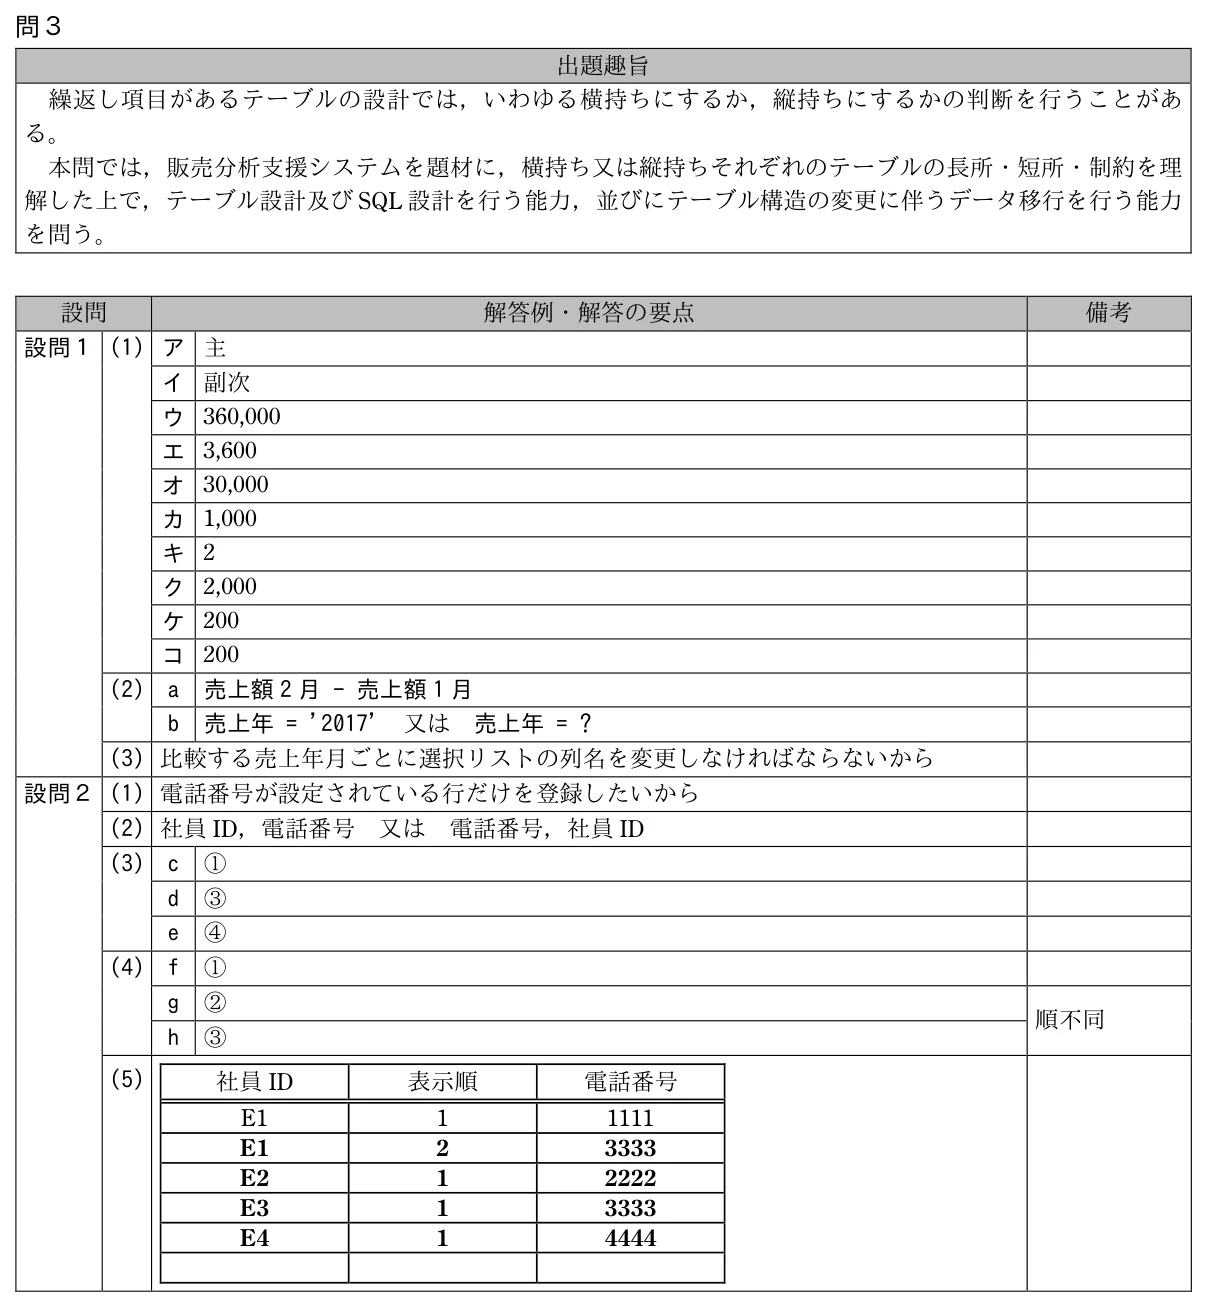 問３
出題趣旨
繰返し項目があるテーブルの設計では，いわゆる横持ちにするか，縦持ちにするかの判断を行うことがあ
る。
本問では，販売分析支援システムを題材に，横持ち又は縦持ちそれぞれのテーブルの長所・短所・制約を理
解した上で，テーブル設計及び SQL 設計を行う能力，並びにテーブル構造の変更に伴うデータ移行を行う能力
を問う。
設問 解答例・解答の要点 備考
設問１ (1) ア 主
イ 副次
ウ 360,000
エ 3,600
オ 30,000
カ 1,000
キ 2
ク 2,000
ケ 200
コ 200
(2) a 売上額２月 － 売上額１月
b 売上年 = '2017' 又は 売上年 = ?
(3) 比較する売上年月ごとに選択リストの列名を変更しなければならないから
設問２ (1) 電話番号が設定されている行だけを登録したいから
(2) 社員 ID，電話番号 又は 電話番号，社員 ID
(3) c ①
d ③
e ④
(4) f ①
g ② 順不同
h ③
(5) 社員 ID 表示順 電話番号
E1 1 1111
E1 2 3333
E2 1 2222
E3 1 3333
E4 1 4444